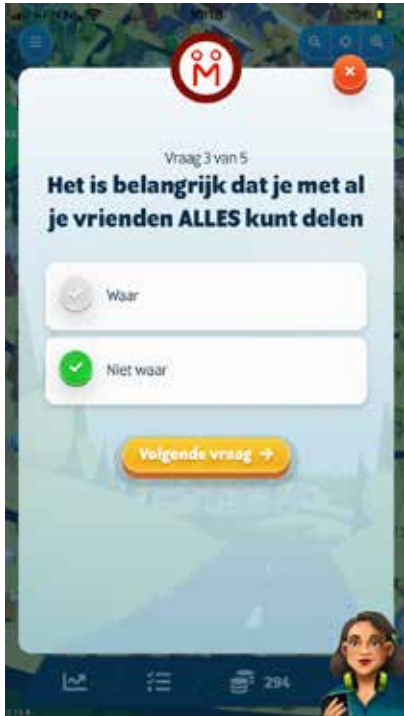 Vraag 3 van 5
Het is belangrijk dat je met al
je vrienden ALLES kunt delen
Waar
Niet waar
Volgende vraag →
294